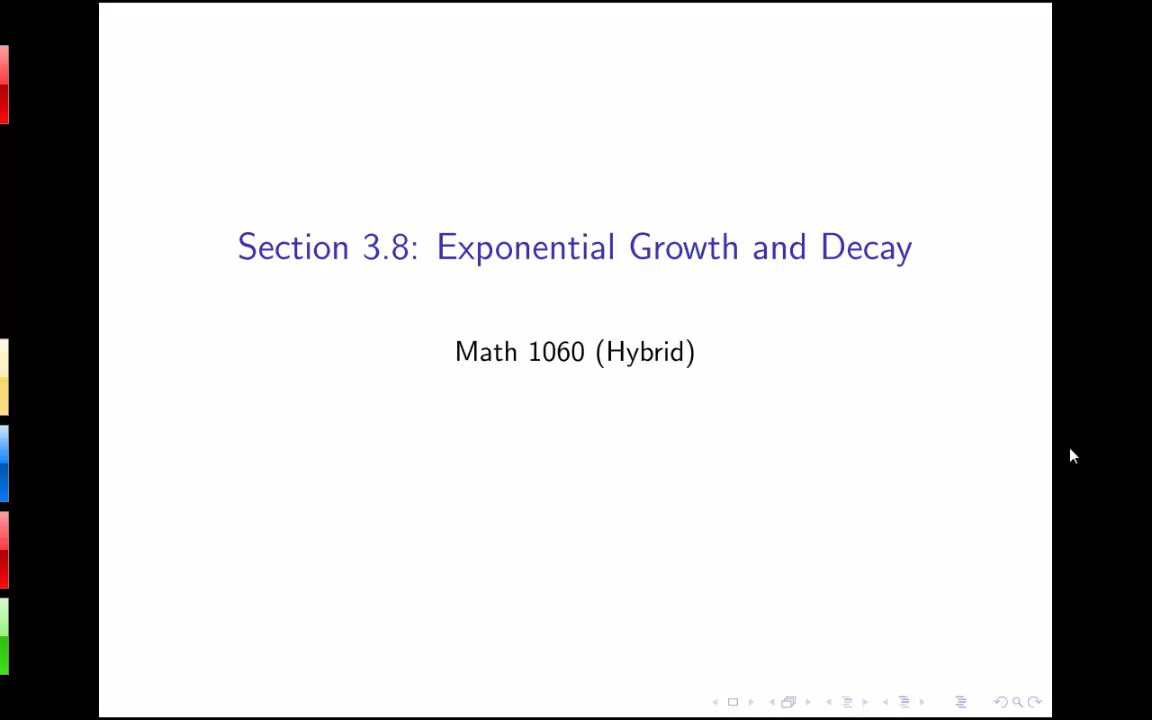 Section 3.8: Exponential Growth and Decay
Math 1060 (Hybrid)